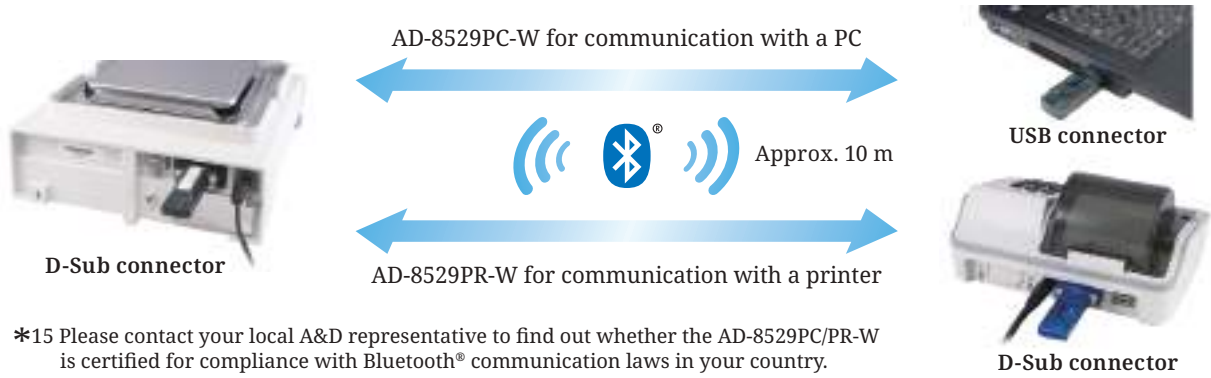 AD-8529PC-W for communication with a PC
USB connector
®
Approx. 10 m
D-Sub connector
AD-8529PR-W for communication with a printer
*15 Please contact your local A&D representative to find out whether the AD-8529PC/PR-W
is certified for compliance with Bluetooth® communication laws in your country.
D-Sub connector